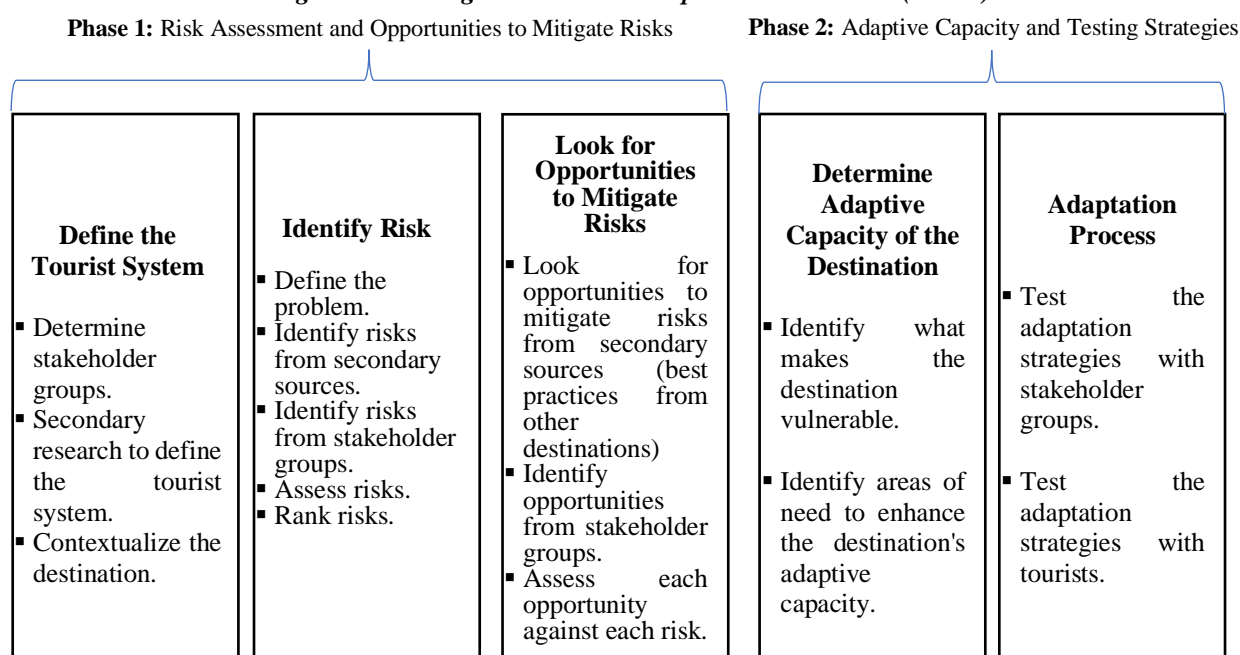 Phase 1: Risk Assessment and Opportunities to Mitigate Risks
Phase 2: Adaptive Capacity and Testing Strategies
Define the
Tourist System
▪ Determine
stakeholder
groups.
▪ Secondary
research to define
the tourist
system.
▪ Contextualize the
destination.
Identify Risk
▪ Define the
problem.
▪ Identify risks
from secondary
sources.
▪ Identify risks
from stakeholder
groups.
▪ Assess risks.
▪ Rank risks.
Look for
Opportunities
to Mitigate
Risks
▪ Look for
opportunities to
mitigate risks
from secondary
sources (best
practices from
other
destinations)
▪ Identify
opportunities
from stakeholder
groups.
▪ Assess each
opportunity
against each risk.
Determine
Adaptive
Capacity of the
Destination
▪ Identify what
makes the
destination
vulnerable.
▪ Identify areas of
need to enhance
the destination's
adaptive
capacity.
Adaptation
Process
▪ Test the
adaptation
strategies with
stakeholder
groups.
▪ Test the
adaptation
strategies with
tourists.